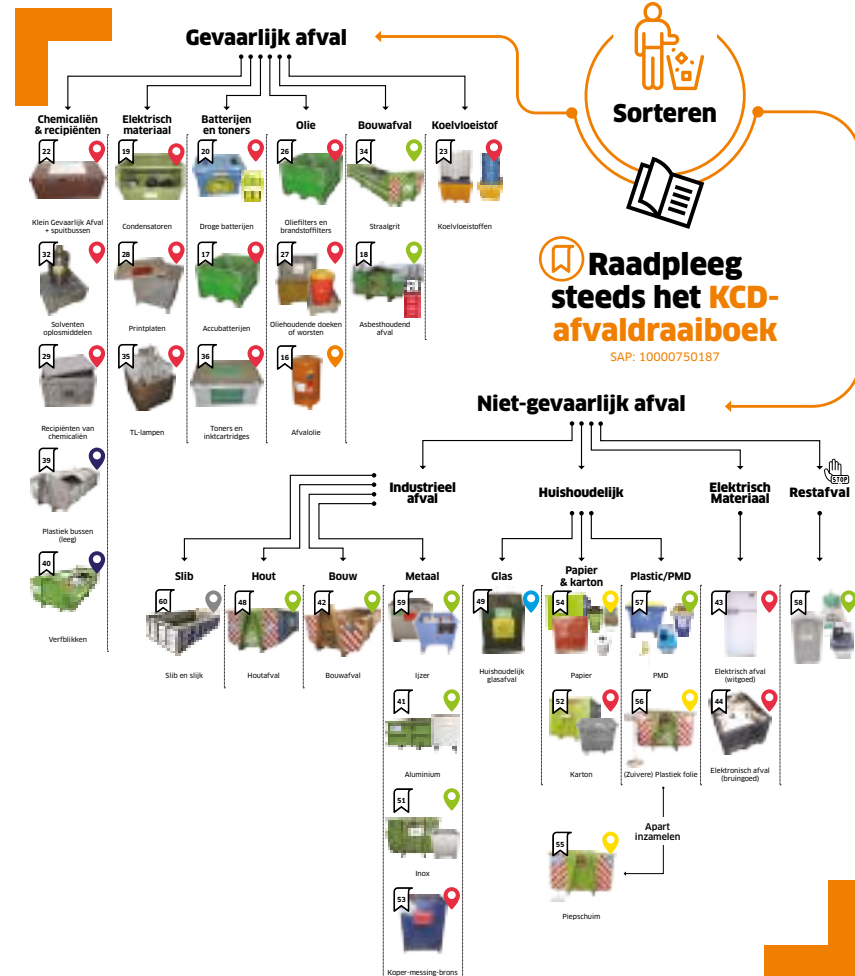 Gevaarlijk afval
Sorteren
Chemicaliën
& recipiënten
Elektrisch
materiaal
Batterijen
en toners
Olie
Bouwafval
Koelvloeistof
22
19
20
26
34
23
Klein Gevaarlijk Afval
+ spuitbussen
Condensatoren
Droge batterijen
Oliefilters en
brandstoffilters
Straalgrit
Koelvloeistoffen
32
28
17
27
18
Solventen
oplosmiddelen
Printplaten
Accubatterijen
Oliehoudende doeken
of worsten
Asbesthoudend
afval
Raadpleeg
steeds het KCD-
afvaldraaiboek
SAP: 10000750187
29
35
36
16
Recipiënten van
chemicaliën
TL-lampen
Toners en
inktcartridges
Afvalolie
39
Plastiek bussen
(leeg)
40
Verfblikken
Niet-gevaarlijk afval
Industrieel
afval
Huishoudelijk
Elektrisch
Materiaal
Restafval
STOP
Slib
Hout
Bouw
Metaal
Glas
Papier
& karton
Plastic/PMD
60
48
42
59
49
54
57
43
58
Slib en slijk
Houtafval
Bouwafval
Ijzer
Huishoudelijk
glasafval
Papier
PMD
Elektrisch afval
(witgoed)
41
52
56
44
Aluminium
Karton
(Zuivere) Plastiek folie
Elektronisch afval
(bruingoed)
51
Inox
Apart
inzamelen
55
Piepschuim
53
Koper-messing-brons